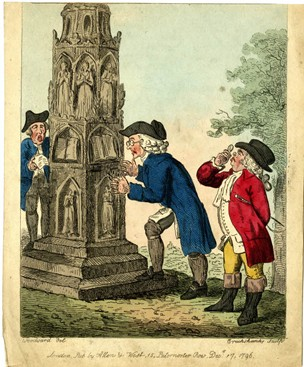 Woodward Del.
Cruikshank Sculp.
London, Pub by Allen & West, 15, Paternoster Row, Dec. 17, 1796.